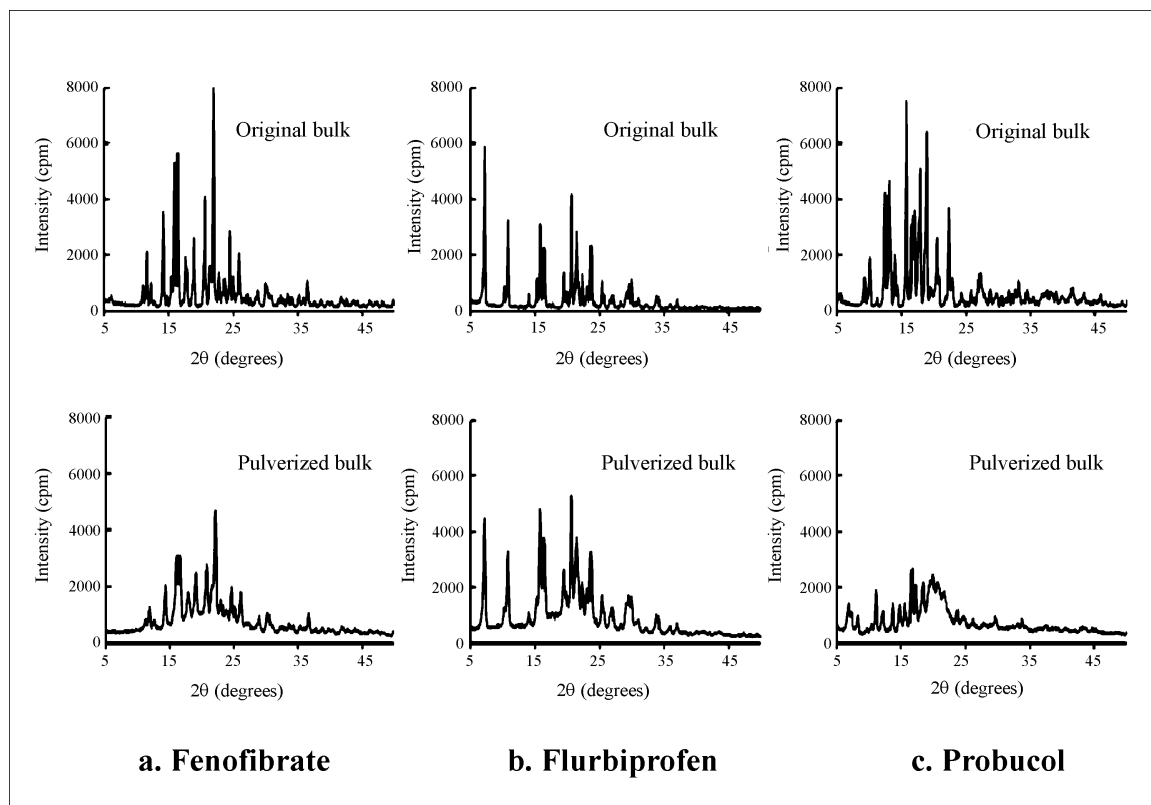 8000
6000
4000
2000
0
Intensity (cpm)
Original bulk
5 15 25 35 45
2θ (degrees)
8000
6000
4000
2000
0
Intensity (cpm)
Original bulk
5 15 25 35 45
2θ (degrees)
8000
6000
4000
2000
0
Intensity (cpm)
Original bulk
5 15 25 35 45
2θ (degrees)
8000
6000
4000
2000
0
Intensity (cpm)
Pulverized bulk
5 15 25 35 45
2θ (degrees)
8000
6000
4000
2000
0
Intensity (cpm)
Pulverized bulk
5 15 25 35 45
2θ (degrees)
8000
6000
4000
2000
0
Intensity (cpm)
Pulverized bulk
5 15 25 35 45
2θ (degrees)
a. Fenofibrate
b. Flurbiprofen
c. Probucol